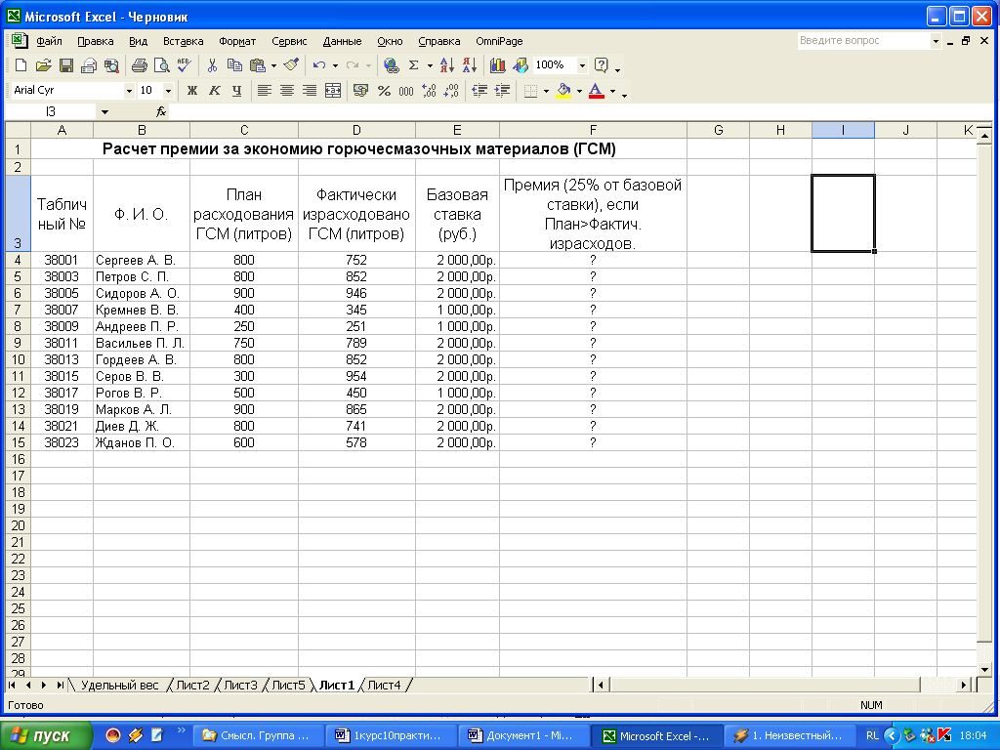 Microsoft Excel - Черновик
Файл Правка Вид Вставка Формат Сервис Данные Окно Справка OmniPage Введите вопрос
100%
Arial Cyr 10 Ж К Ч % 000
I3 fx
A B C D E F G H I J K
1 Расчет премии за экономию горючесмазочных материалов (ГСМ)
2
3 Таблич ный № Ф. И. О. План расходования ГСМ (литров) Фактически израсходовано ГСМ (литров) Базовая ставка (руб.) Премия (25% от базовой ставки), если План>Фактич. израсходов.
4 38001 Сергеев А. В. 800 752 2 000,00р. ?
5 38003 Петров С. П. 800 852 2 000,00р. ?
6 38005 Сидоров А. О. 900 946 2 000,00р. ?
7 38007 Кремнев В. В. 400 345 1 000,00р. ?
8 38009 Андреев П. Р. 250 251 1 000,00р. ?
9 38011 Васильев П. Л. 750 789 2 000,00р. ?
10 38013 Гордеев А. В. 800 852 2 000,00р. ?
11 38015 Серов В. В. 300 954 2 000,00р. ?
12 38017 Рогов В. Р. 500 450 1 000,00р. ?
13 38019 Марков А. Л. 900 865 2 000,00р. ?
14 38021 Диев Д. Ж. 800 741 2 000,00р. ?
15 38023 Жданов П. О. 600 578 2 000,00р. ?
16
17
18
19
20
21
22
23
24
25
26
27
28
29
Удельный вес Лист2 Лист3 Лист5 Лист1 Лист4
Готово NUM
пуск Смысл. Группа ... 1курс10практи... Документ1 - Mi... Microsoft Excel -... 1. Неизвестный... RL 18:04